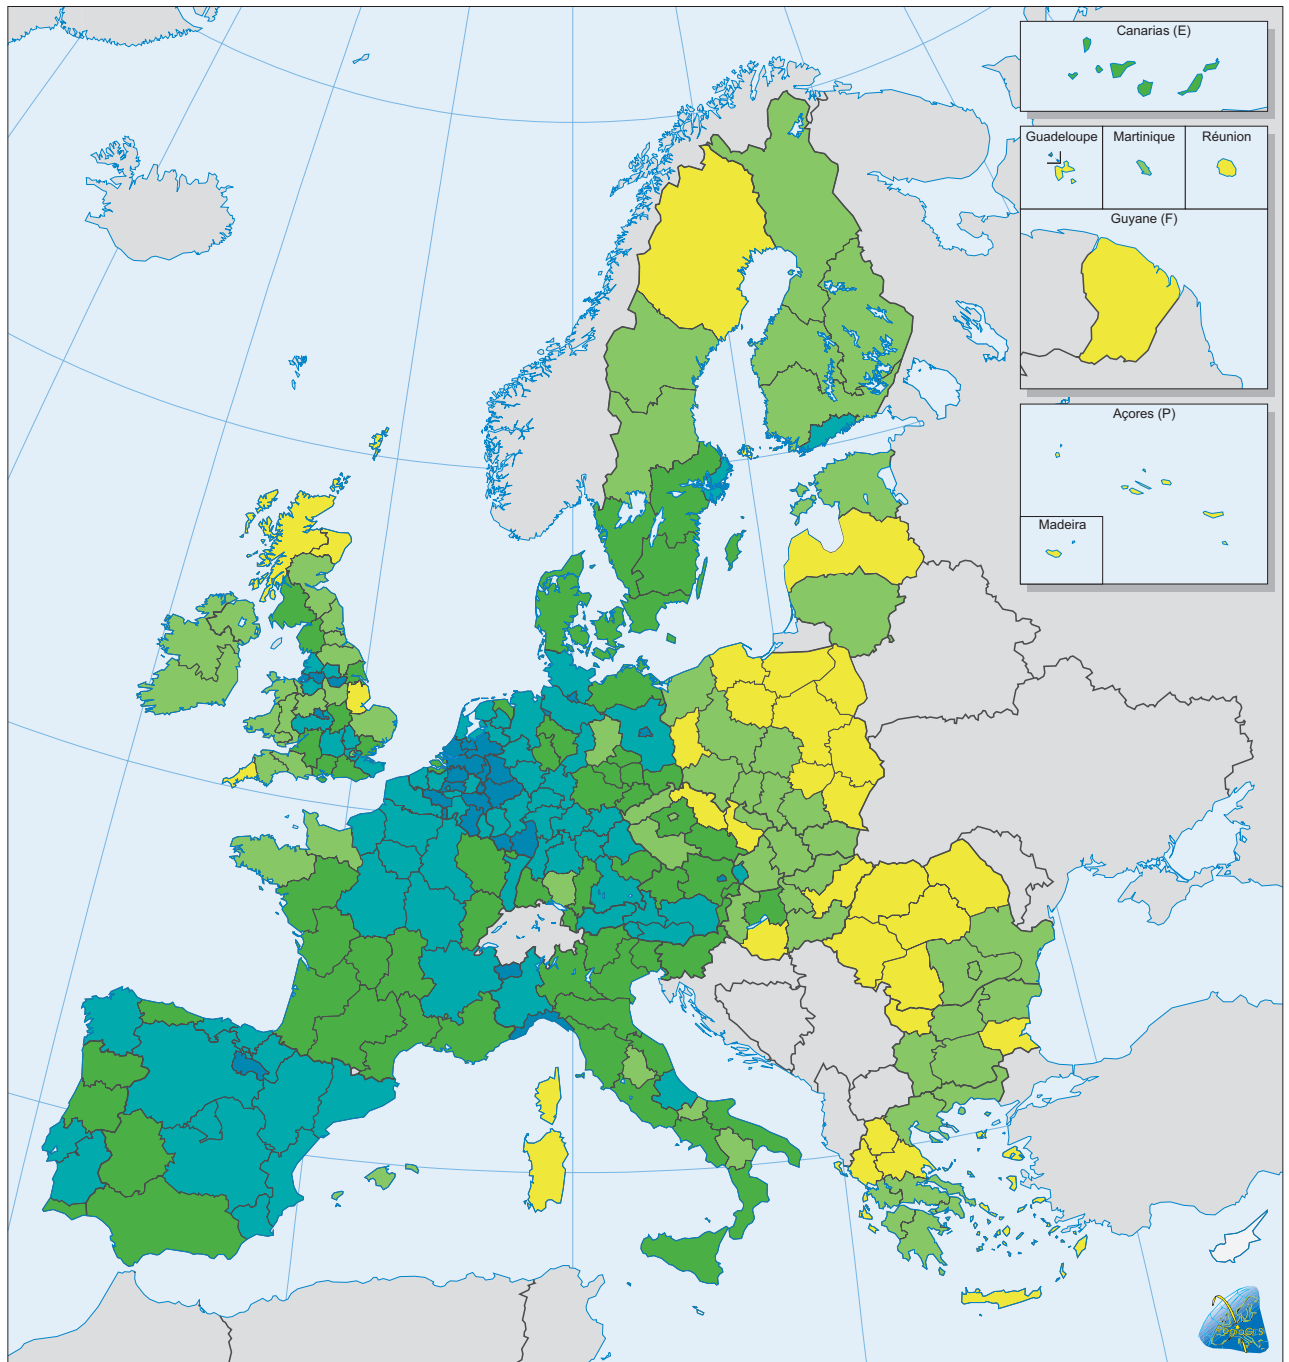 Canarias (E)
Guadeloupe
Martinique
Réunion
Guyane (F)
Açores (P)
Madeira